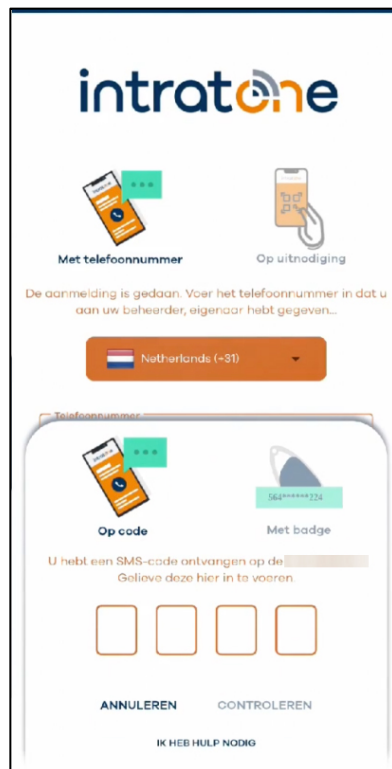 intratone
Met telefoonnummer
Op uitnodiging
De aanmelding is gedaan. Voer het telefoonnummer in dat u
aan uw beheerder, eigenaar hebt gegeven...
Netherlands (+31)
Telefoonnummer
564******224
Op code
Met badge
U hebt een SMS-code ontvangen op de
Gelieve deze hier in te voeren.
ANNULEREN
CONTROLEREN
IK HEB HULP NODIG